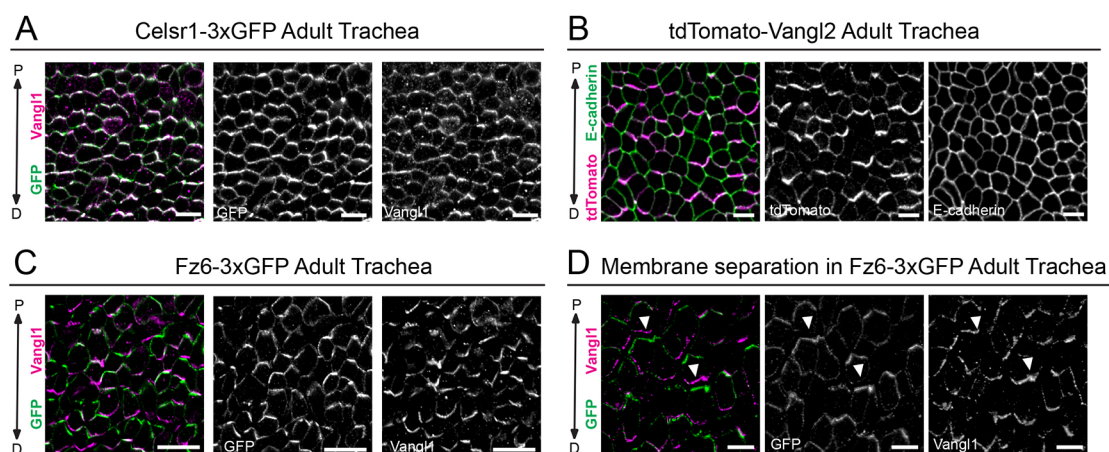 A
Celsr1-3xGFP Adult Trachea
P
D
GFP Vangl1
GFP
Vangl1
B
tdTomato-Vangl2 Adult Trachea
P
D
tdTomato E-cadherin
tdTomato
E-cadherin
C
Fz6-3xGFP Adult Trachea
P
D
GFP Vangl1
GFP
Vangl1
D
Membrane separation in Fz6-3xGFP Adult Trachea
P
D
GFP Vangl1
GFP
Vangl1